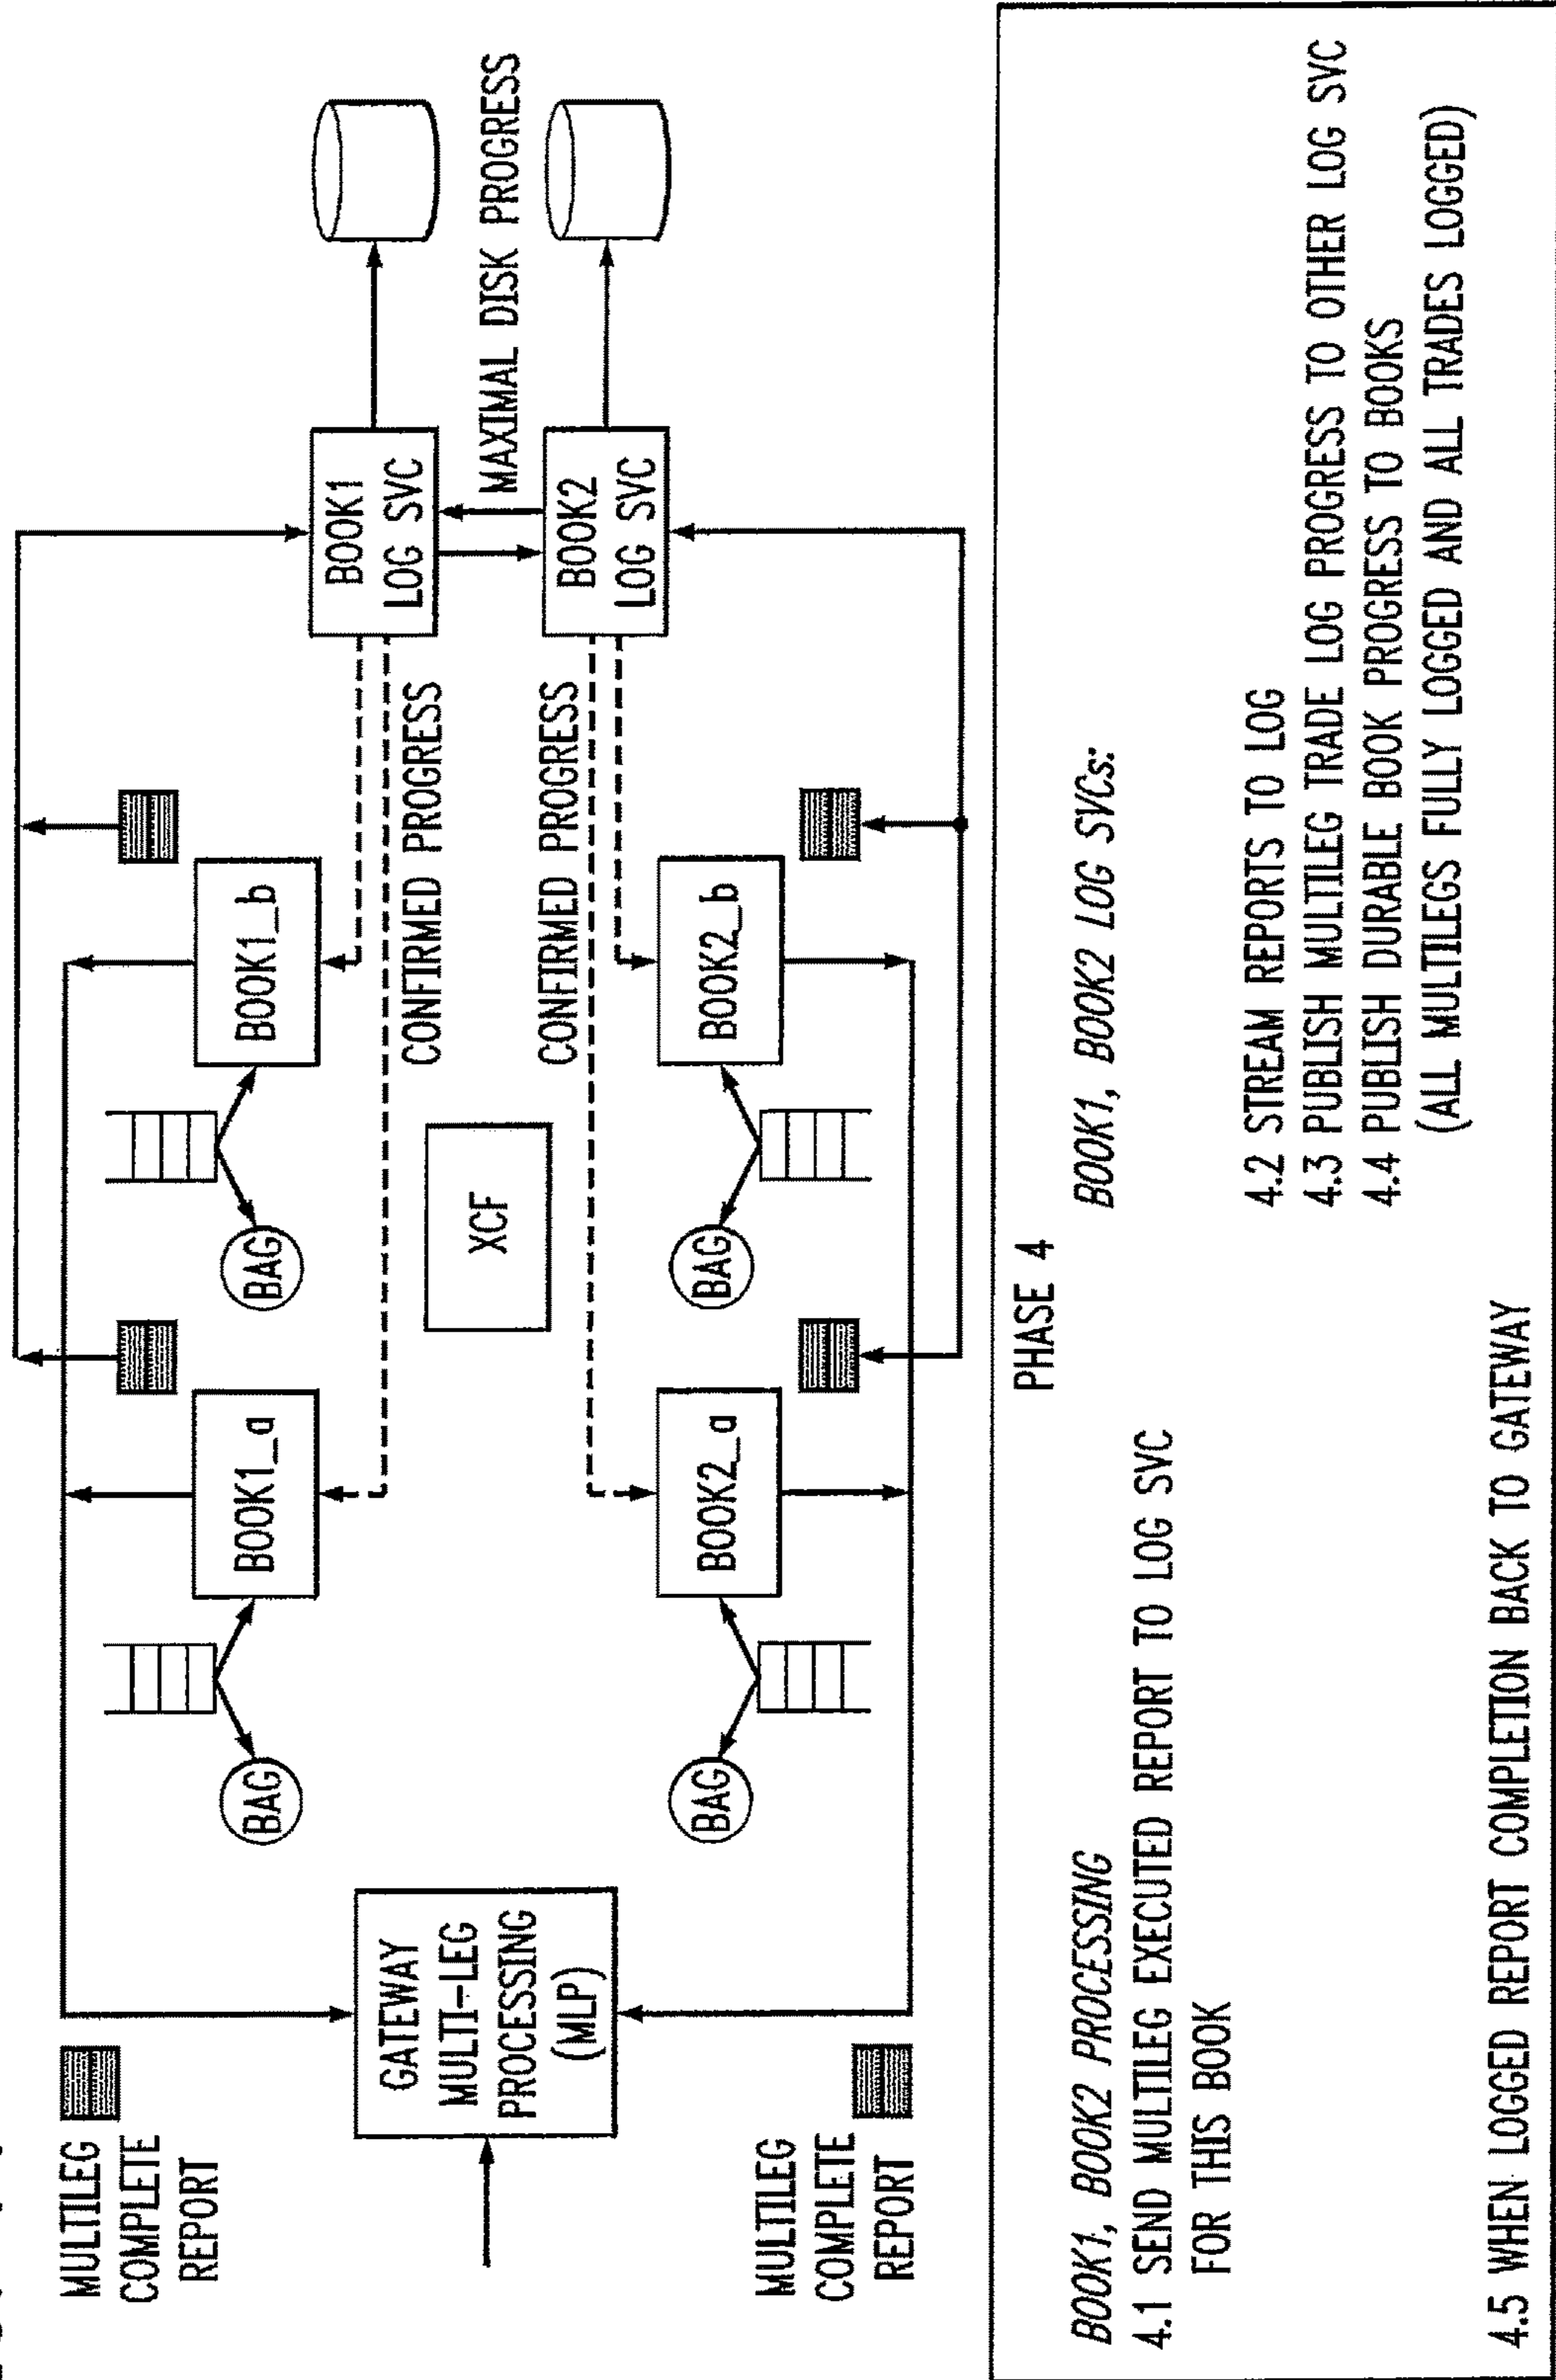 MULTILEG
COMPLETE
REPORT
GATEWAY
MULTI-LEG
PROCESSING
(MLP)
MULTILEG
COMPLETE
REPORT
BAG
BOOK1_a
BAG
BOOK1_b
BAG
BOOK2_a
BAG
BOOK2_b
XCF
CONFIRMED PROGRESS
CONFIRMED PROGRESS
BOOK1
LOG SVC
BOOK2
LOG SVC
MAXIMAL DISK PROGRESS
PHASE 4
BOOK1, BOOK2 PROCESSING
4.1 SEND MULTILEG EXECUTED REPORT TO LOG SVC
FOR THIS BOOK
BOOK1, BOOK2 LOG SVCs:
4.2 STREAM REPORTS TO LOG
4.3 PUBLISH MULTILEG TRADE LOG PROGRESS TO OTHER LOG SVC
4.4 PUBLISH DURABLE BOOK PROGRESS TO BOOKS
(ALL MULTILEGS FULLY LOGGED AND ALL TRADES LOGGED)
4.5 WHEN LOGGED REPORT COMPLETION BACK TO GATEWAY